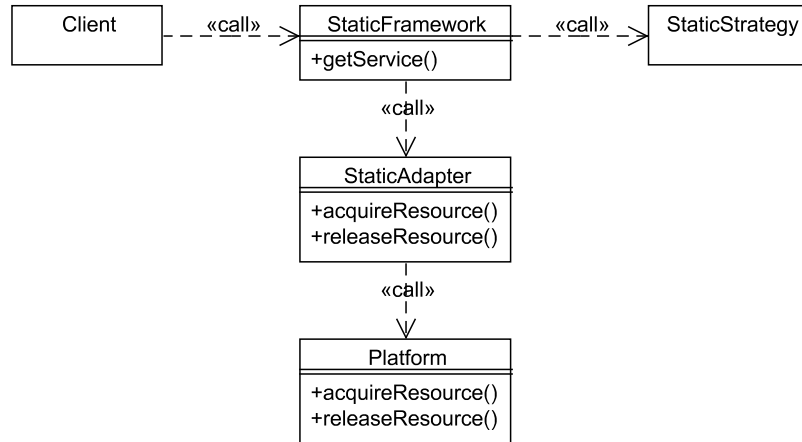 Client
«call»
StaticFramework
+getService()
«call»
StaticStrategy
«call»
StaticAdapter
+acquireResource()
+releaseResource()
«call»
Platform
+acquireResource()
+releaseResource()